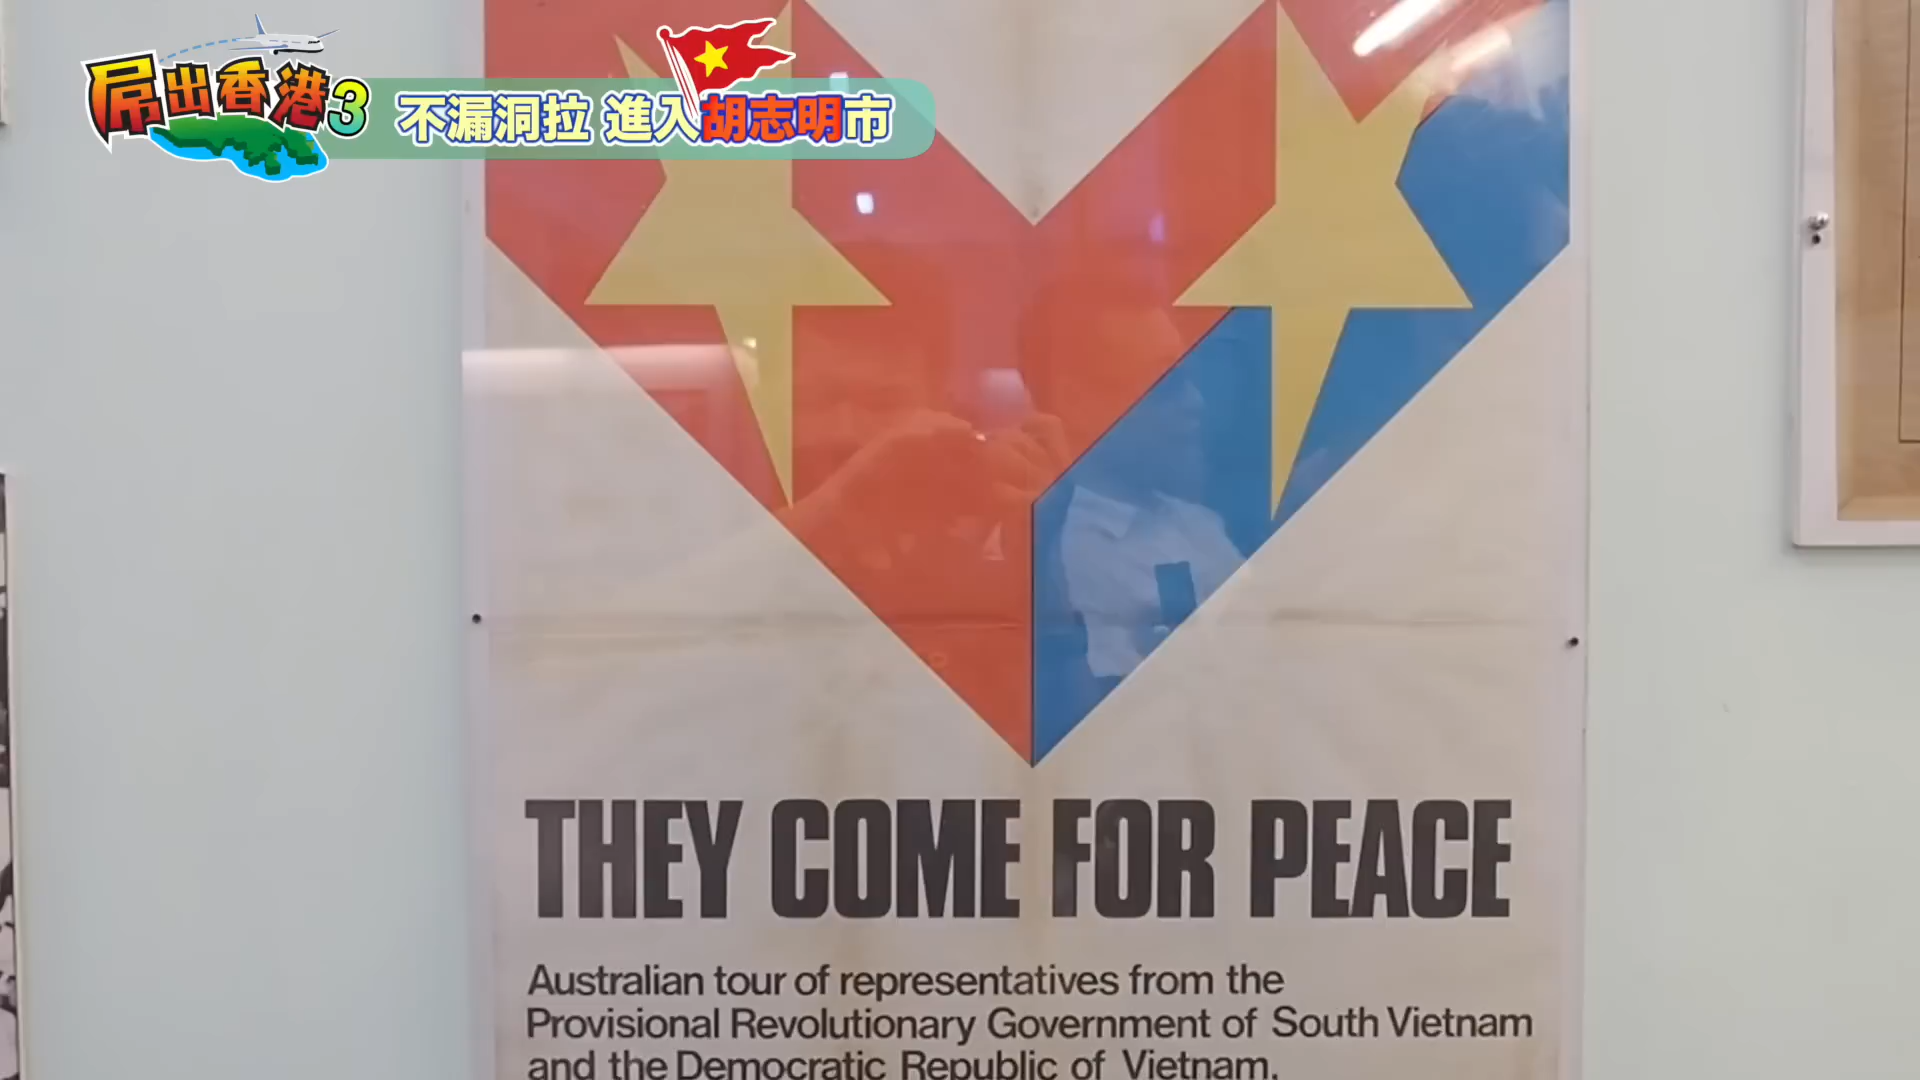 屌出香港3
不漏洞拉 進入胡志明市
THEY COME FOR PEACE
Australian tour of representatives from the
Provisional Revolutionary Government of South Vietnam
and the Democratic Republic of Vietnam.